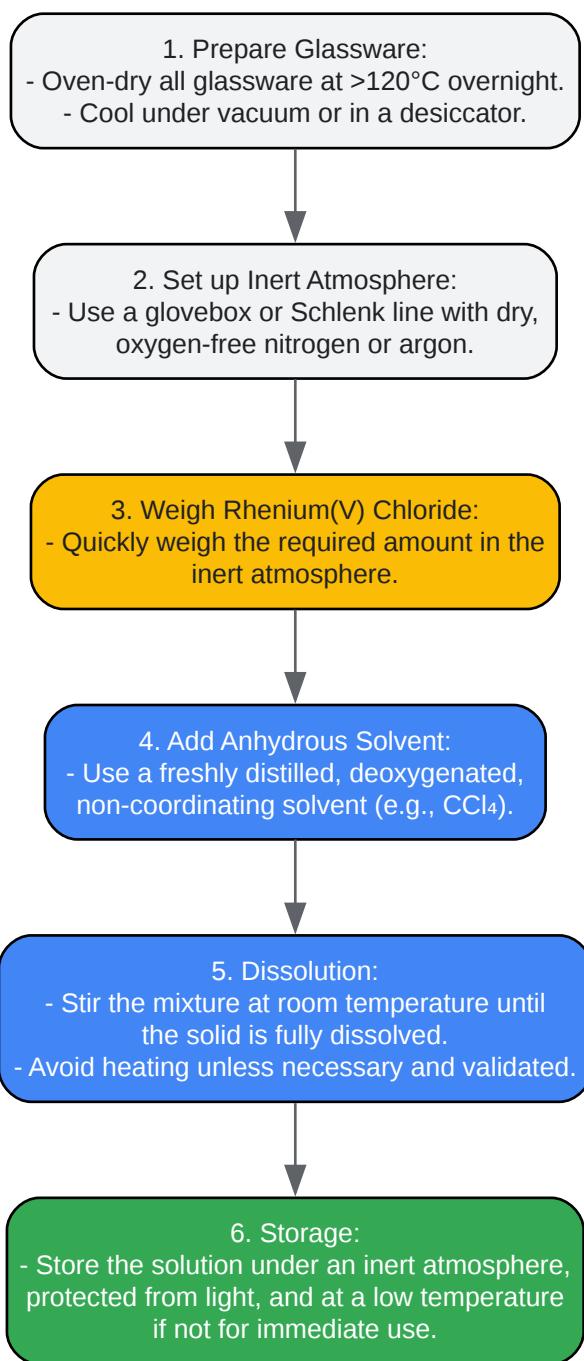 1. Prepare Glassware:
- Oven-dry all glassware at >120°C overnight.
- Cool under vacuum or in a desiccator.
2. Set up Inert Atmosphere:
- Use a glovebox or Schlenk line with dry,
oxygen-free nitrogen or argon.
3. Weigh Rhenium(V) Chloride:
- Quickly weigh the required amount in the
inert atmosphere.
4. Add Anhydrous Solvent:
- Use a freshly distilled, deoxygenated,
non-coordinating solvent (e.g., CCl₄).
5. Dissolution:
- Stir the mixture at room temperature until
the solid is fully dissolved.
- Avoid heating unless necessary and validated.
6. Storage:
- Store the solution under an inert atmosphere,
protected from light, and at a low temperature
if not for immediate use.